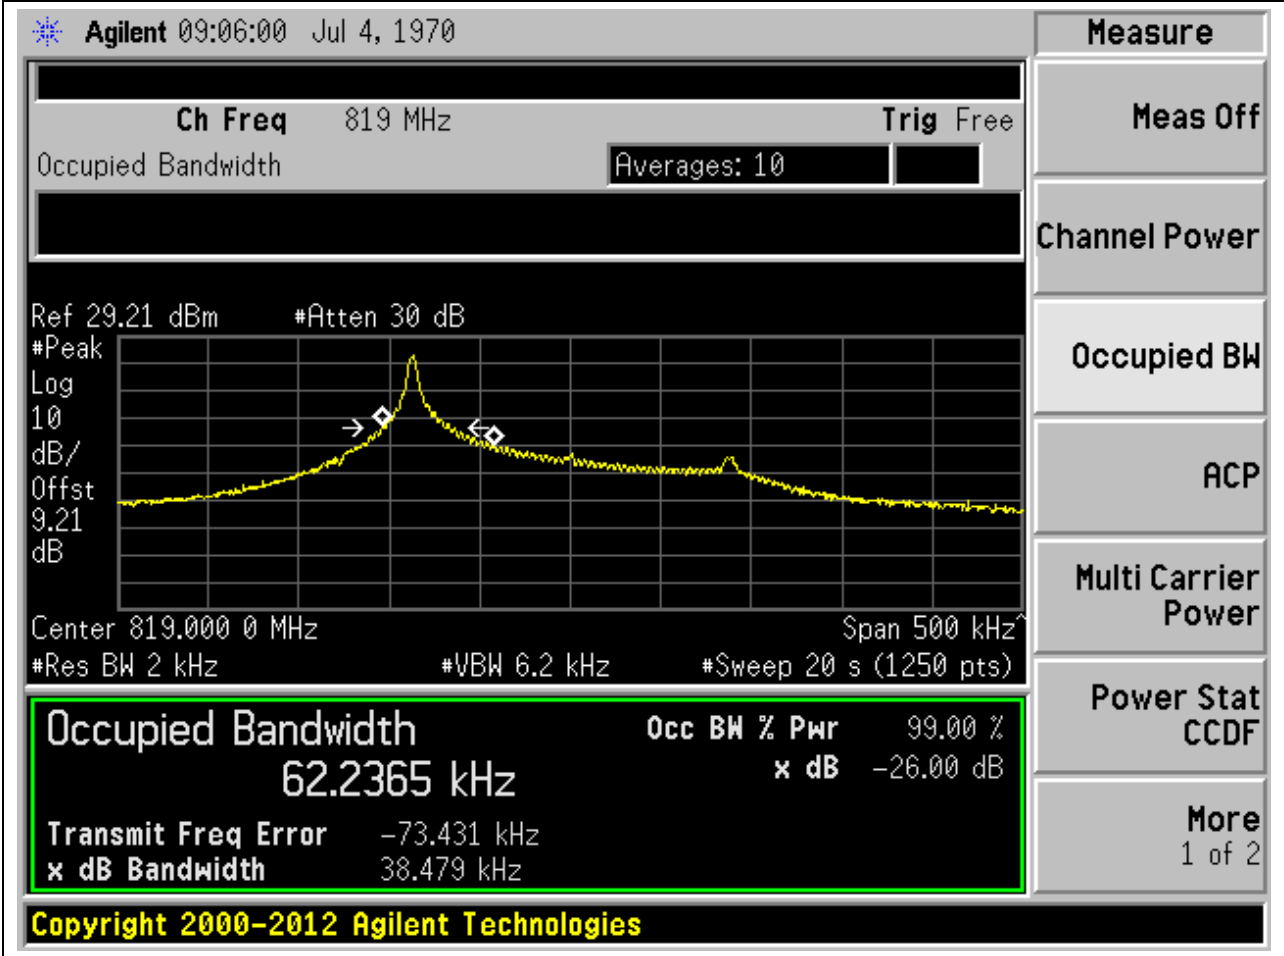 Agilent 09:06:00 Jul 4, 1970
Measure
Ch Freq 819 MHz Trig Free
Occupied Bandwidth Averages: 10
Ref 29.21 dBm #Atten 30 dB
#Peak
Log
10
dB/
Offst
9.21
dB
Center 819.000 0 MHz Span 500 kHz^
#Res BW 2 kHz #VBW 6.2 kHz #Sweep 20 s (1250 pts)
Occupied Bandwidth
62.2365 kHz
Occ BW % Pwr 99.00 %
x dB -26.00 dB
Transmit Freq Error -73.431 kHz
x dB Bandwidth 38.479 kHz
Meas Off
Channel Power
Occupied BW
ACP
Multi Carrier
Power
Power Stat
CCDF
More
1 of 2
Copyright 2000-2012 Agilent Technologies